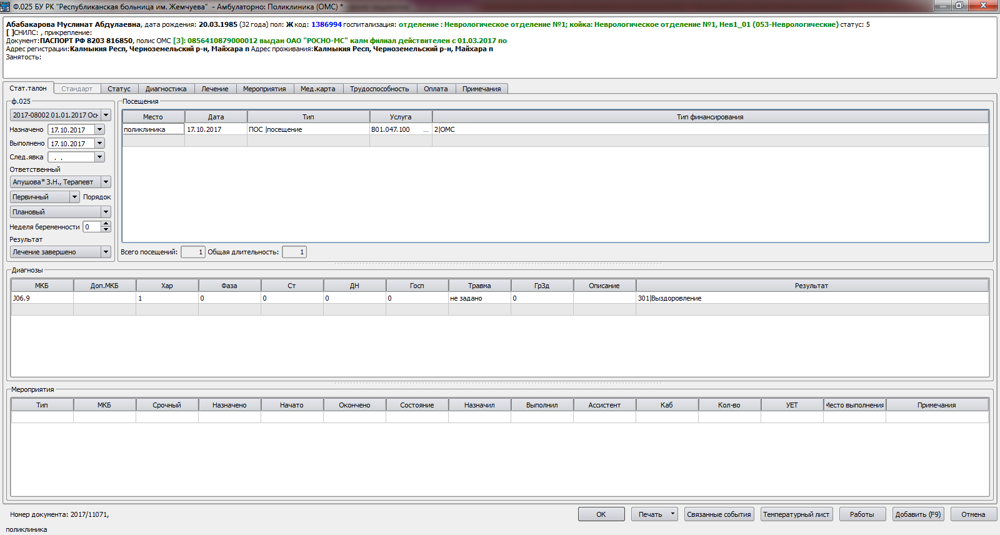 Ф.025 БУ РК "Республиканская больница им. Жемчуева" - Амбулаторно: Поликлиника (ОМС) *
Абабакарова Муслимат Абдулаевна, дата рождения: 20.03.1985 (32 года) пол: Ж код: 1386994 госпитализация: отделение : Неврологическое отделение №1; койка: Неврологическое отделение №1, Нев1_01 (053-Неврологические) статус: 5
[ ]СНИЛС: , прикрепление:
Документ:ПАСПОРТ РФ 8203 816850, полис ОМС [3]: 0856410879000012 выдан ОАО "РОСНО-МС" калм филиал действителен с 01.03.2017 по
Адрес регистрации:Калмыкия Респ, Черноземельский р-н, Майхара п Адрес проживания:Калмыкия Респ, Черноземельский р-н, Майхара п
Занятость:
Стат.талон Стандарт Статус Диагностика Лечение Мероприятия Мед.карта Трудоспособность Оплата Примечания
ф.025
2017-08002 01.01.2017 Осн
Назначено 17.10.2017
Выполнено 17.10.2017
След.явка . .
Ответственный
Апушова* З.Н., Терапевт
Первичный Порядок
Плановый
Неделя беременности 0
Результат
Лечение завершено
Посещения
Место Дата Тип Услуга Тип финансирования
поликлиника 17.10.2017 ПОС |посещение B01.047.100 ... 2|ОМС
Всего посещений: 1 Общая длительность: 1
Диагнозы
МКБ Доп.МКБ Хар Фаза Ст ДН Госп Травма ГрЗд Описание Результат
J06.9 1 0 0 0 0 не задано 0 301|Выздоровление
Мероприятия
Тип МКБ Срочный Назначено Начато Окончено Состояние Назначил Выполнил Ассистент Каб Кол-во УЕТ Место выполнения Примечания
Номер документа: 2017/11071,
ОК Печать Связанные события Температурный лист Работы Добавить (F9) Отмена
поликлиника